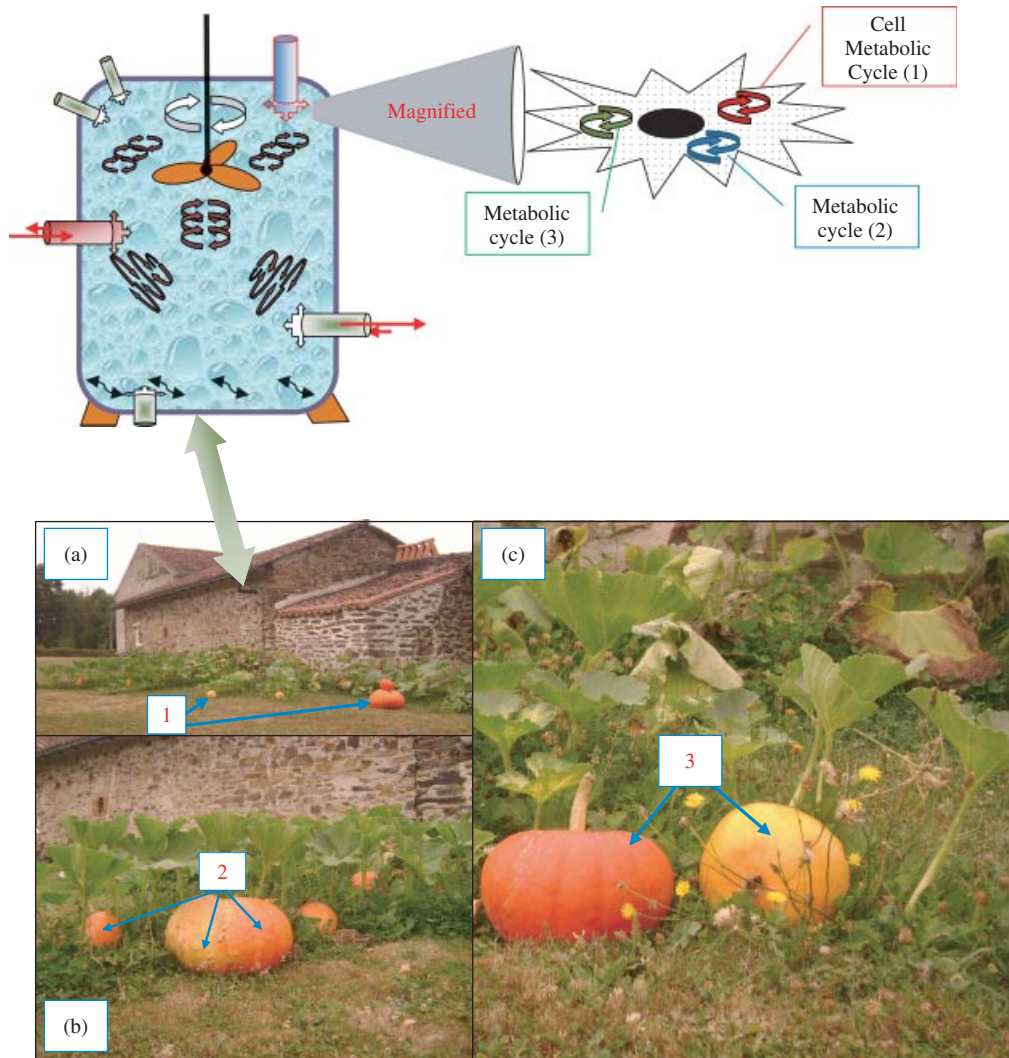 Cell
Metabolic
Cycle (1)
Magnified
Metabolic
cycle (3)
Metabolic
cycle (2)
(a)
1
2
(b)
(c)
3